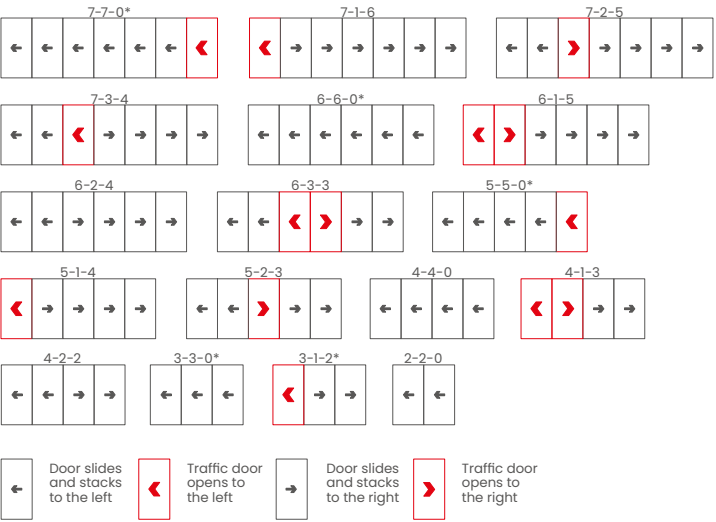 7-7-0*
7-1-6
7-2-5
7-3-4
6-6-0*
6-1-5
6-2-4
6-3-3
5-5-0*
5-1-4
5-2-3
4-4-0
4-1-3
4-2-2
3-3-0*
3-1-2*
2-2-0
Door slides
and stacks
to the left
Traffic door
opens to
the left
Door slides
and stacks
to the right
Traffic door
opens to
the right